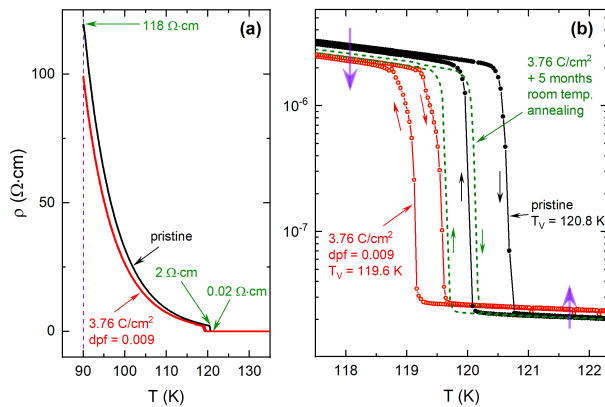 (a)
118 Ω·cm
100
50
0
ρ (Ω·cm)
pristine
2 Ω·cm
0.02 Ω·cm
3.76 C/cm²
dpf = 0.009
90 100 110 120 130
T (K)
(b)
3.76 C/cm²
+ 5 months
room temp.
annealing
10⁻⁶
10⁻⁷
pristine
T_V = 120.8 K
3.76 C/cm²
dpf = 0.009
T_V = 119.6 K
118 119 120 121 122
T (K)